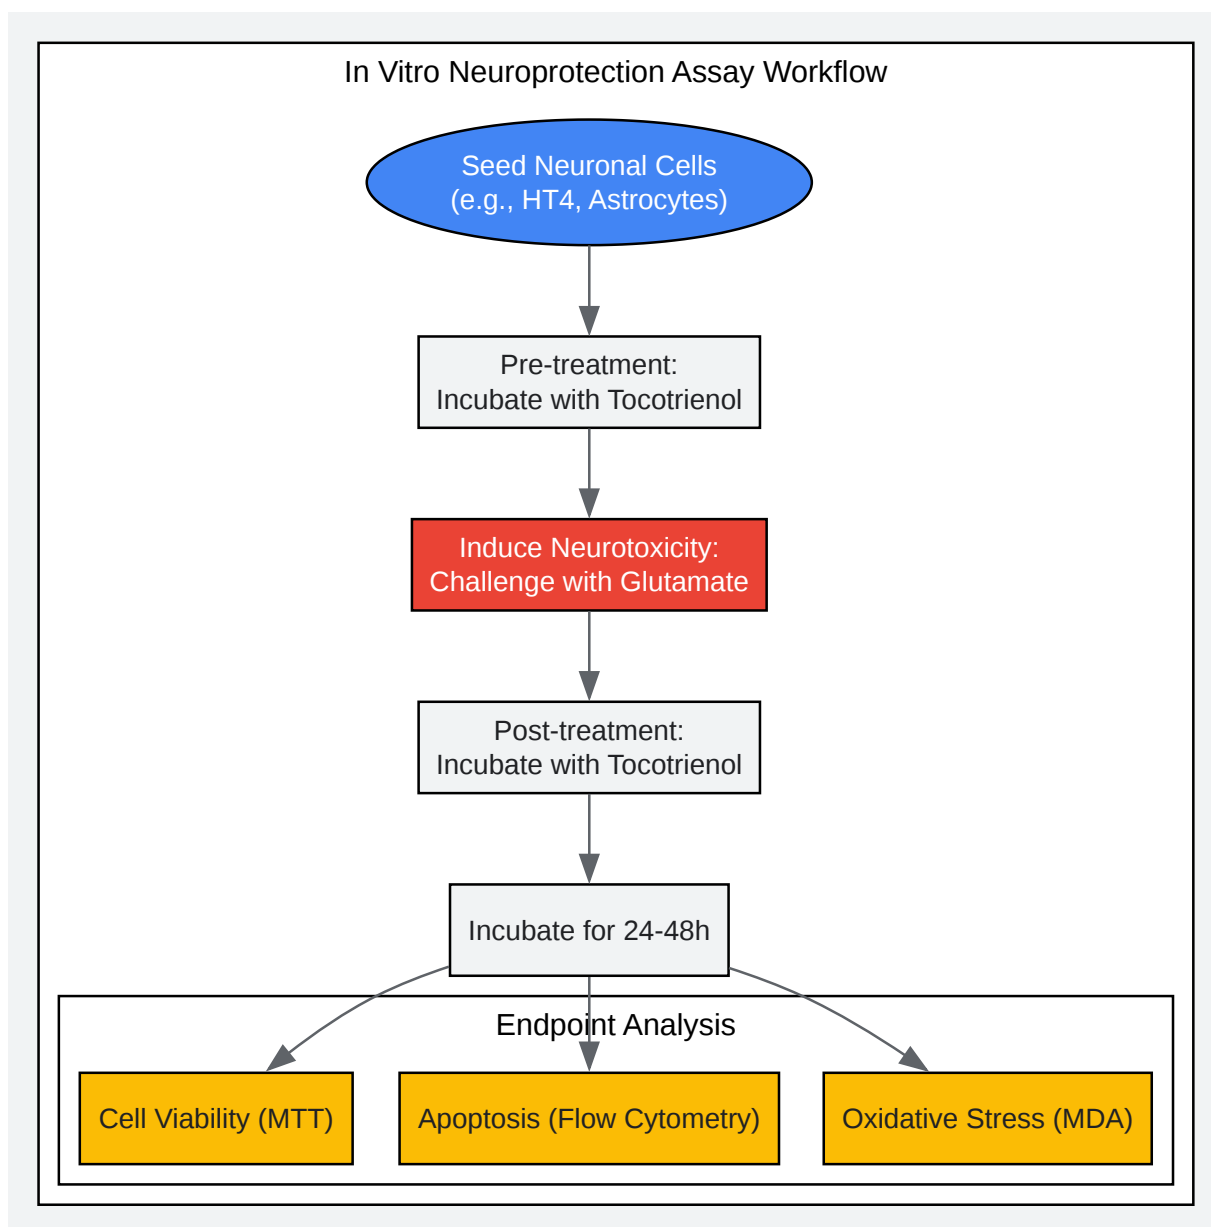 In Vitro Neuroprotection Assay Workflow
Seed Neuronal Cells
(e.g., HT4, Astrocytes)
Pre-treatment:
Incubate with Tocotrienol
Induce Neurotoxicity:
Challenge with Glutamate
Post-treatment:
Incubate with Tocotrienol
Incubate for 24-48h
Endpoint Analysis
Cell Viability (MTT)
Apoptosis (Flow Cytometry)
Oxidative Stress (MDA)